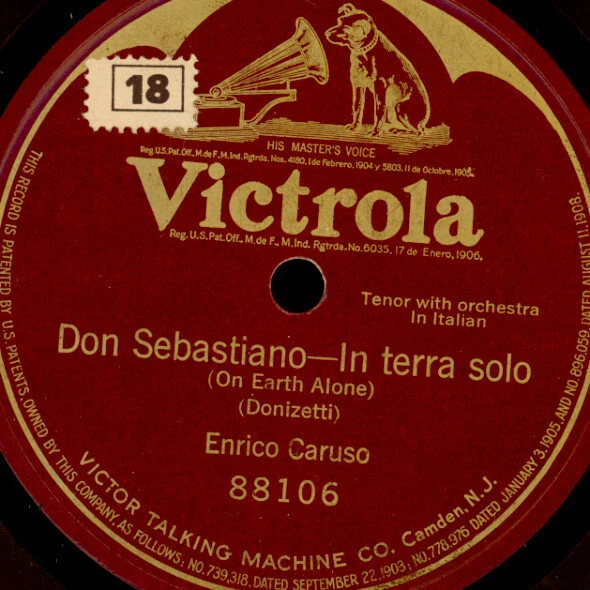 18
HIS MASTER'S VOICE
Reg. U.S. Pat. Off., M. de F., M. Ind. Rgtrda. Nos. 4180, 1 de Febrero, 1904 y 5803, 11 de Octubre, 1905.
Victrola
Reg. U.S. Pat. Off., M. de F., M. Ind. Rgtrda. No. 6035, 17 de Enero, 1906.
Tenor with orchestra
In Italian
Don Sebastiano—In terra solo
(On Earth Alone)
(Donizetti)
Enrico Caruso
88106
VICTOR TALKING MACHINE CO. Camden, N.J.
THIS RECORD IS PATENTED BY U.S. PATENTS, OWNED BY THIS COMPANY, AS FOLLOWS; NO. 739,318. DATED SEPTEMBER 22, 1903; NO. 778,976 DATED JANUARY 3, 1905, AND NO. 896,059, DATED AUGUST 11, 1908.